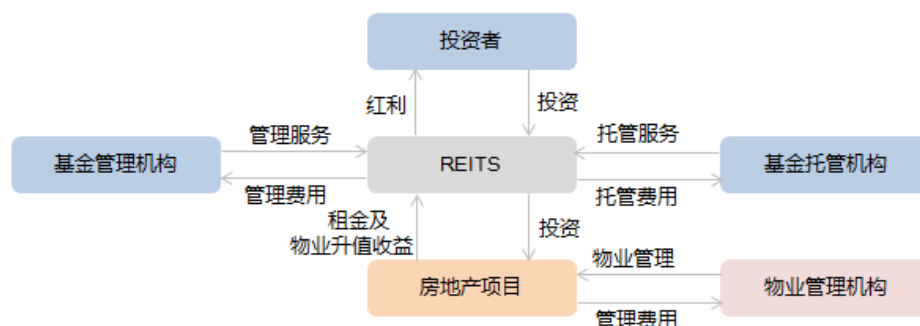 投资者
红利
投资
管理服务
托管服务
基金管理机构
REITS
基金托管机构
管理费用
托管费用
租金及
物业升值收益
投资
物业管理
房地产项目
物业管理机构
管理费用